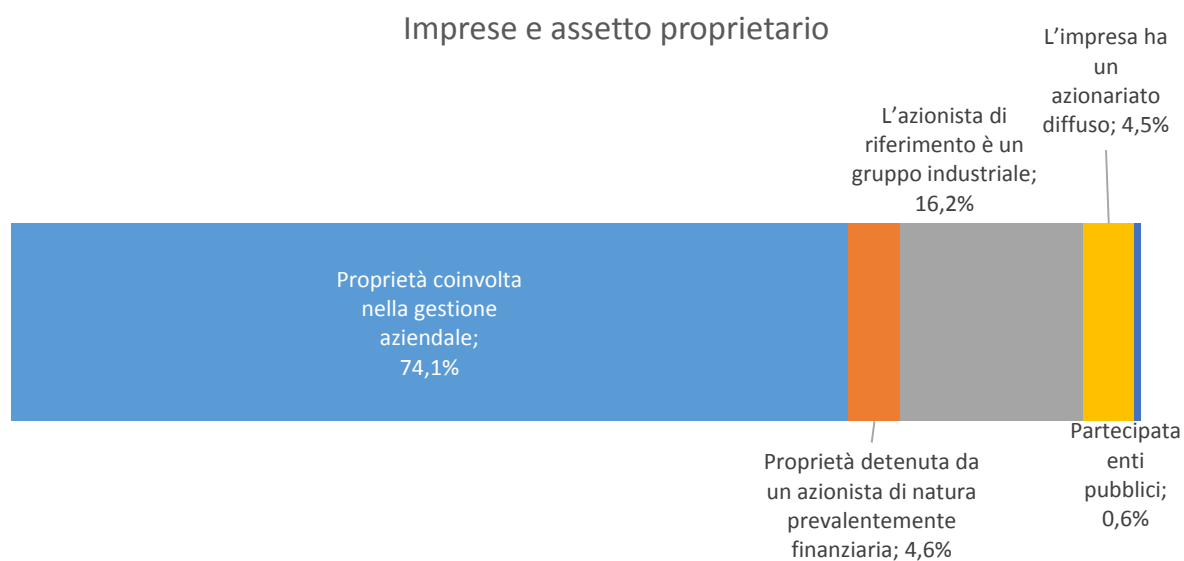 Imprese e assetto proprietario
L'impresa ha
un
azionariato
diffuso; 4,5%
L'azionista di
riferimento è un
gruppo industriale;
16,2%
Proprietà coinvolta
nella gestione
aziendale;
74,1%
Proprietà detenuta da
un azionista di natura
prevalentemente
finanziaria; 4,6%
Partecipata
enti
pubblici;
0,6%